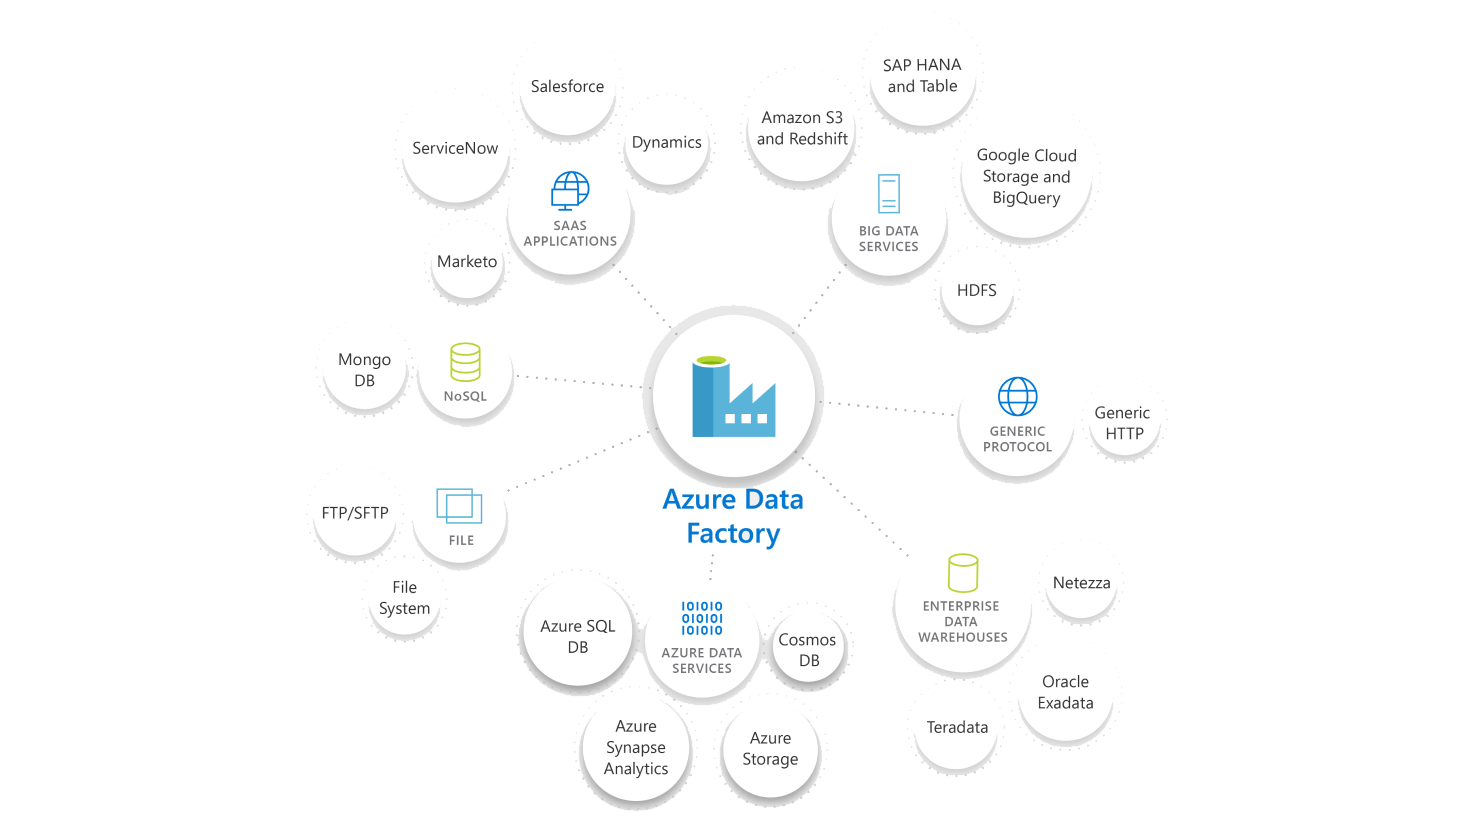 Salesforce
ServiceNow
Dynamics
SAAS
APPLICATIONS
Marketo
SAP HANA
and Table
Amazon S3
and Redshift
Google Cloud
Storage and
BigQuery
BIG DATA
SERVICES
HDFS
Mongo
DB
NoSQL
GENERIC
PROTOCOL
Generic
HTTP
Azure Data
Factory
FTP/SFTP
FILE
File
System
IOIOIO
OIOIOI
IOIOIO
AZURE DATA
SERVICES
Azure SQL
DB
Cosmos
DB
Azure
Synapse
Analytics
Azure
Storage
ENTERPRISE
DATA
WAREHOUSES
Netezza
Oracle
Exadata
Teradata